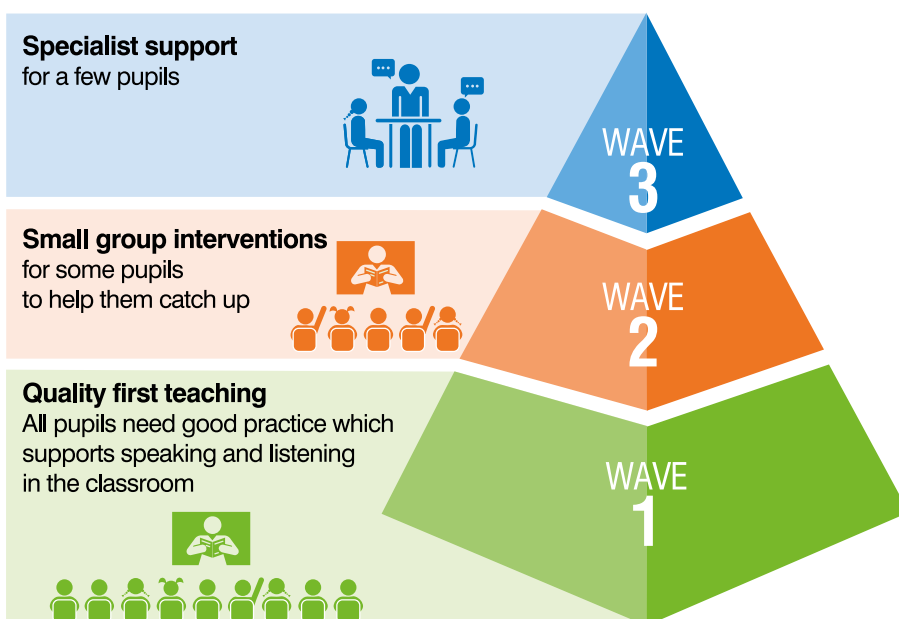 Specialist support
for a few pupils
WAVE
3
Small group interventions
for some pupils
to help them catch up
WAVE
2
Quality first teaching
All pupils need good practice which
supports speaking and listening
in the classroom
WAVE
1